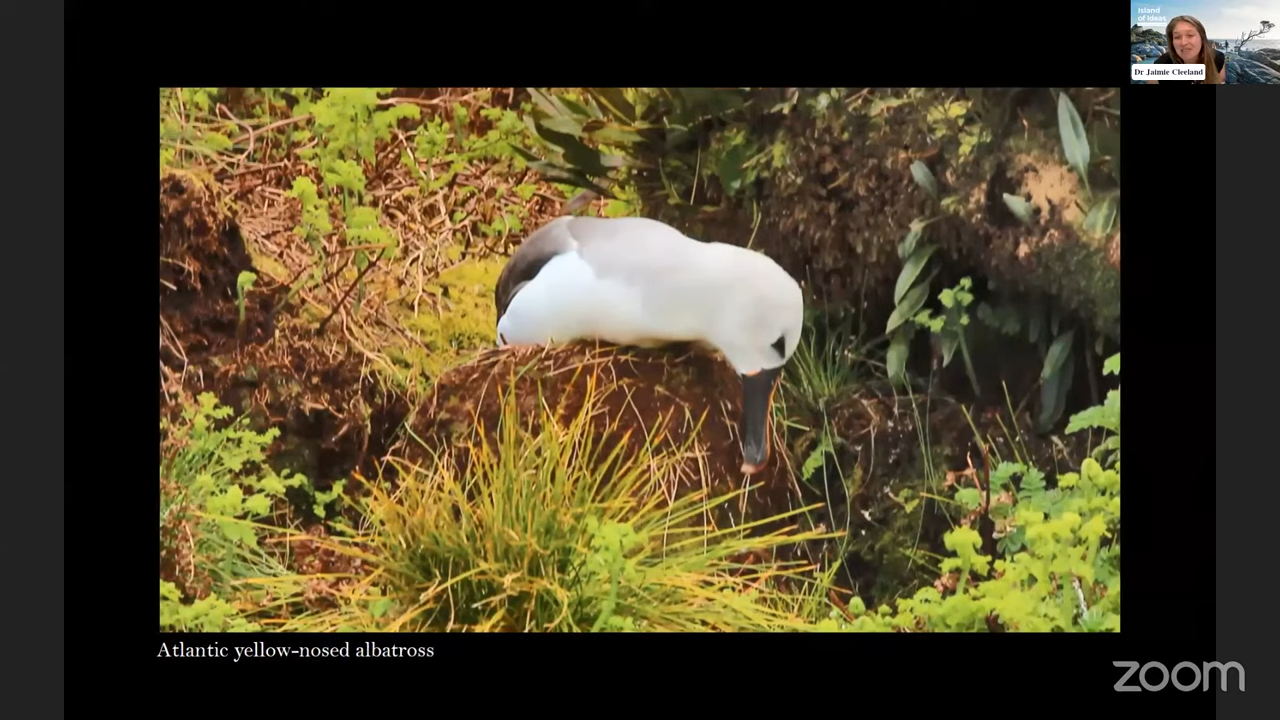 Island
of Ideas
Dr Jaimie Cleeland
Atlantic yellow-nosed albatross
zoom